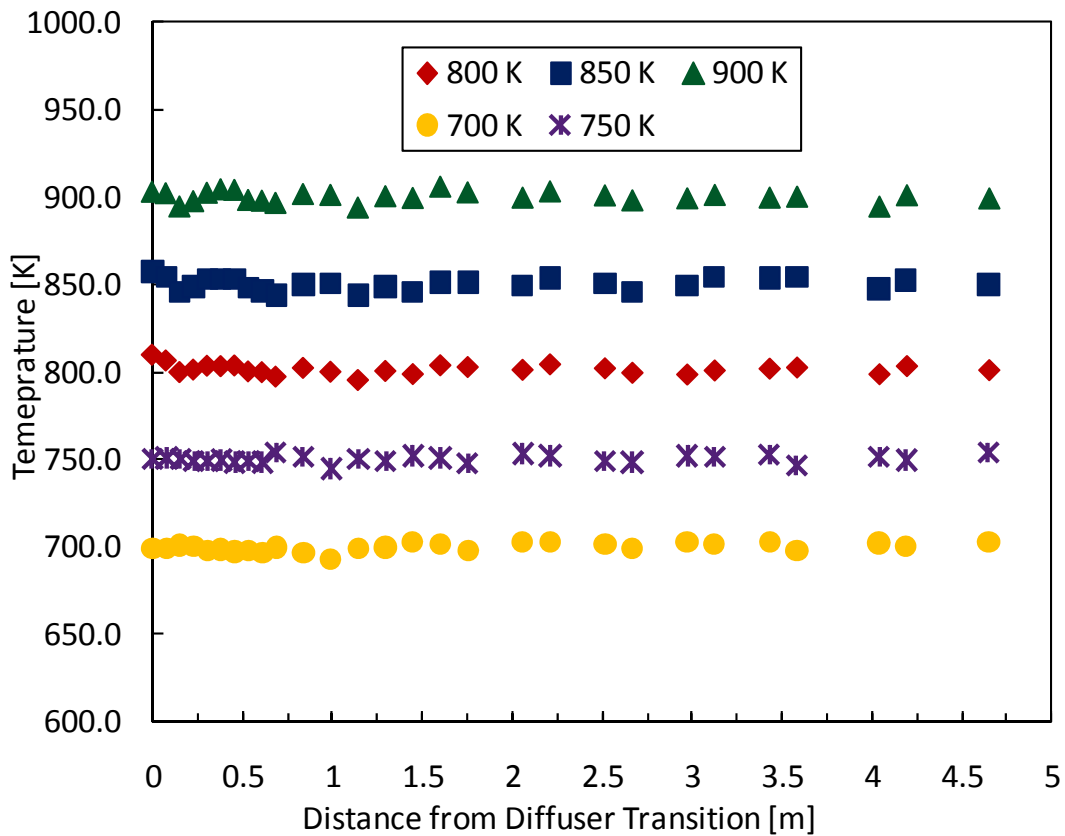 1000.0
950.0
900.0
850.0
800.0
750.0
700.0
650.0
600.0
Temeprature [K]
800 K 850 K 900 K
700 K 750 K
0 0.5 1 1.5 2 2.5 3 3.5 4 4.5 5
Distance from Diffuser Transition [m]